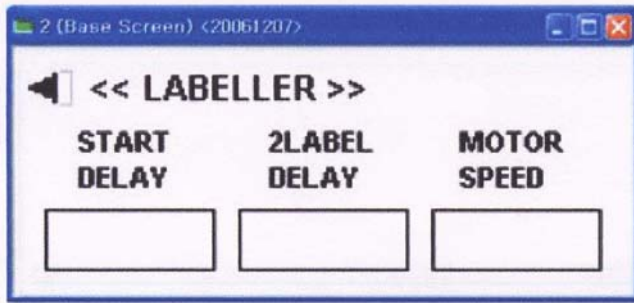 2 (Base Screen) <20061207>
<< LABELLER >>
START DELAY
2LABEL DELAY
MOTOR SPEED